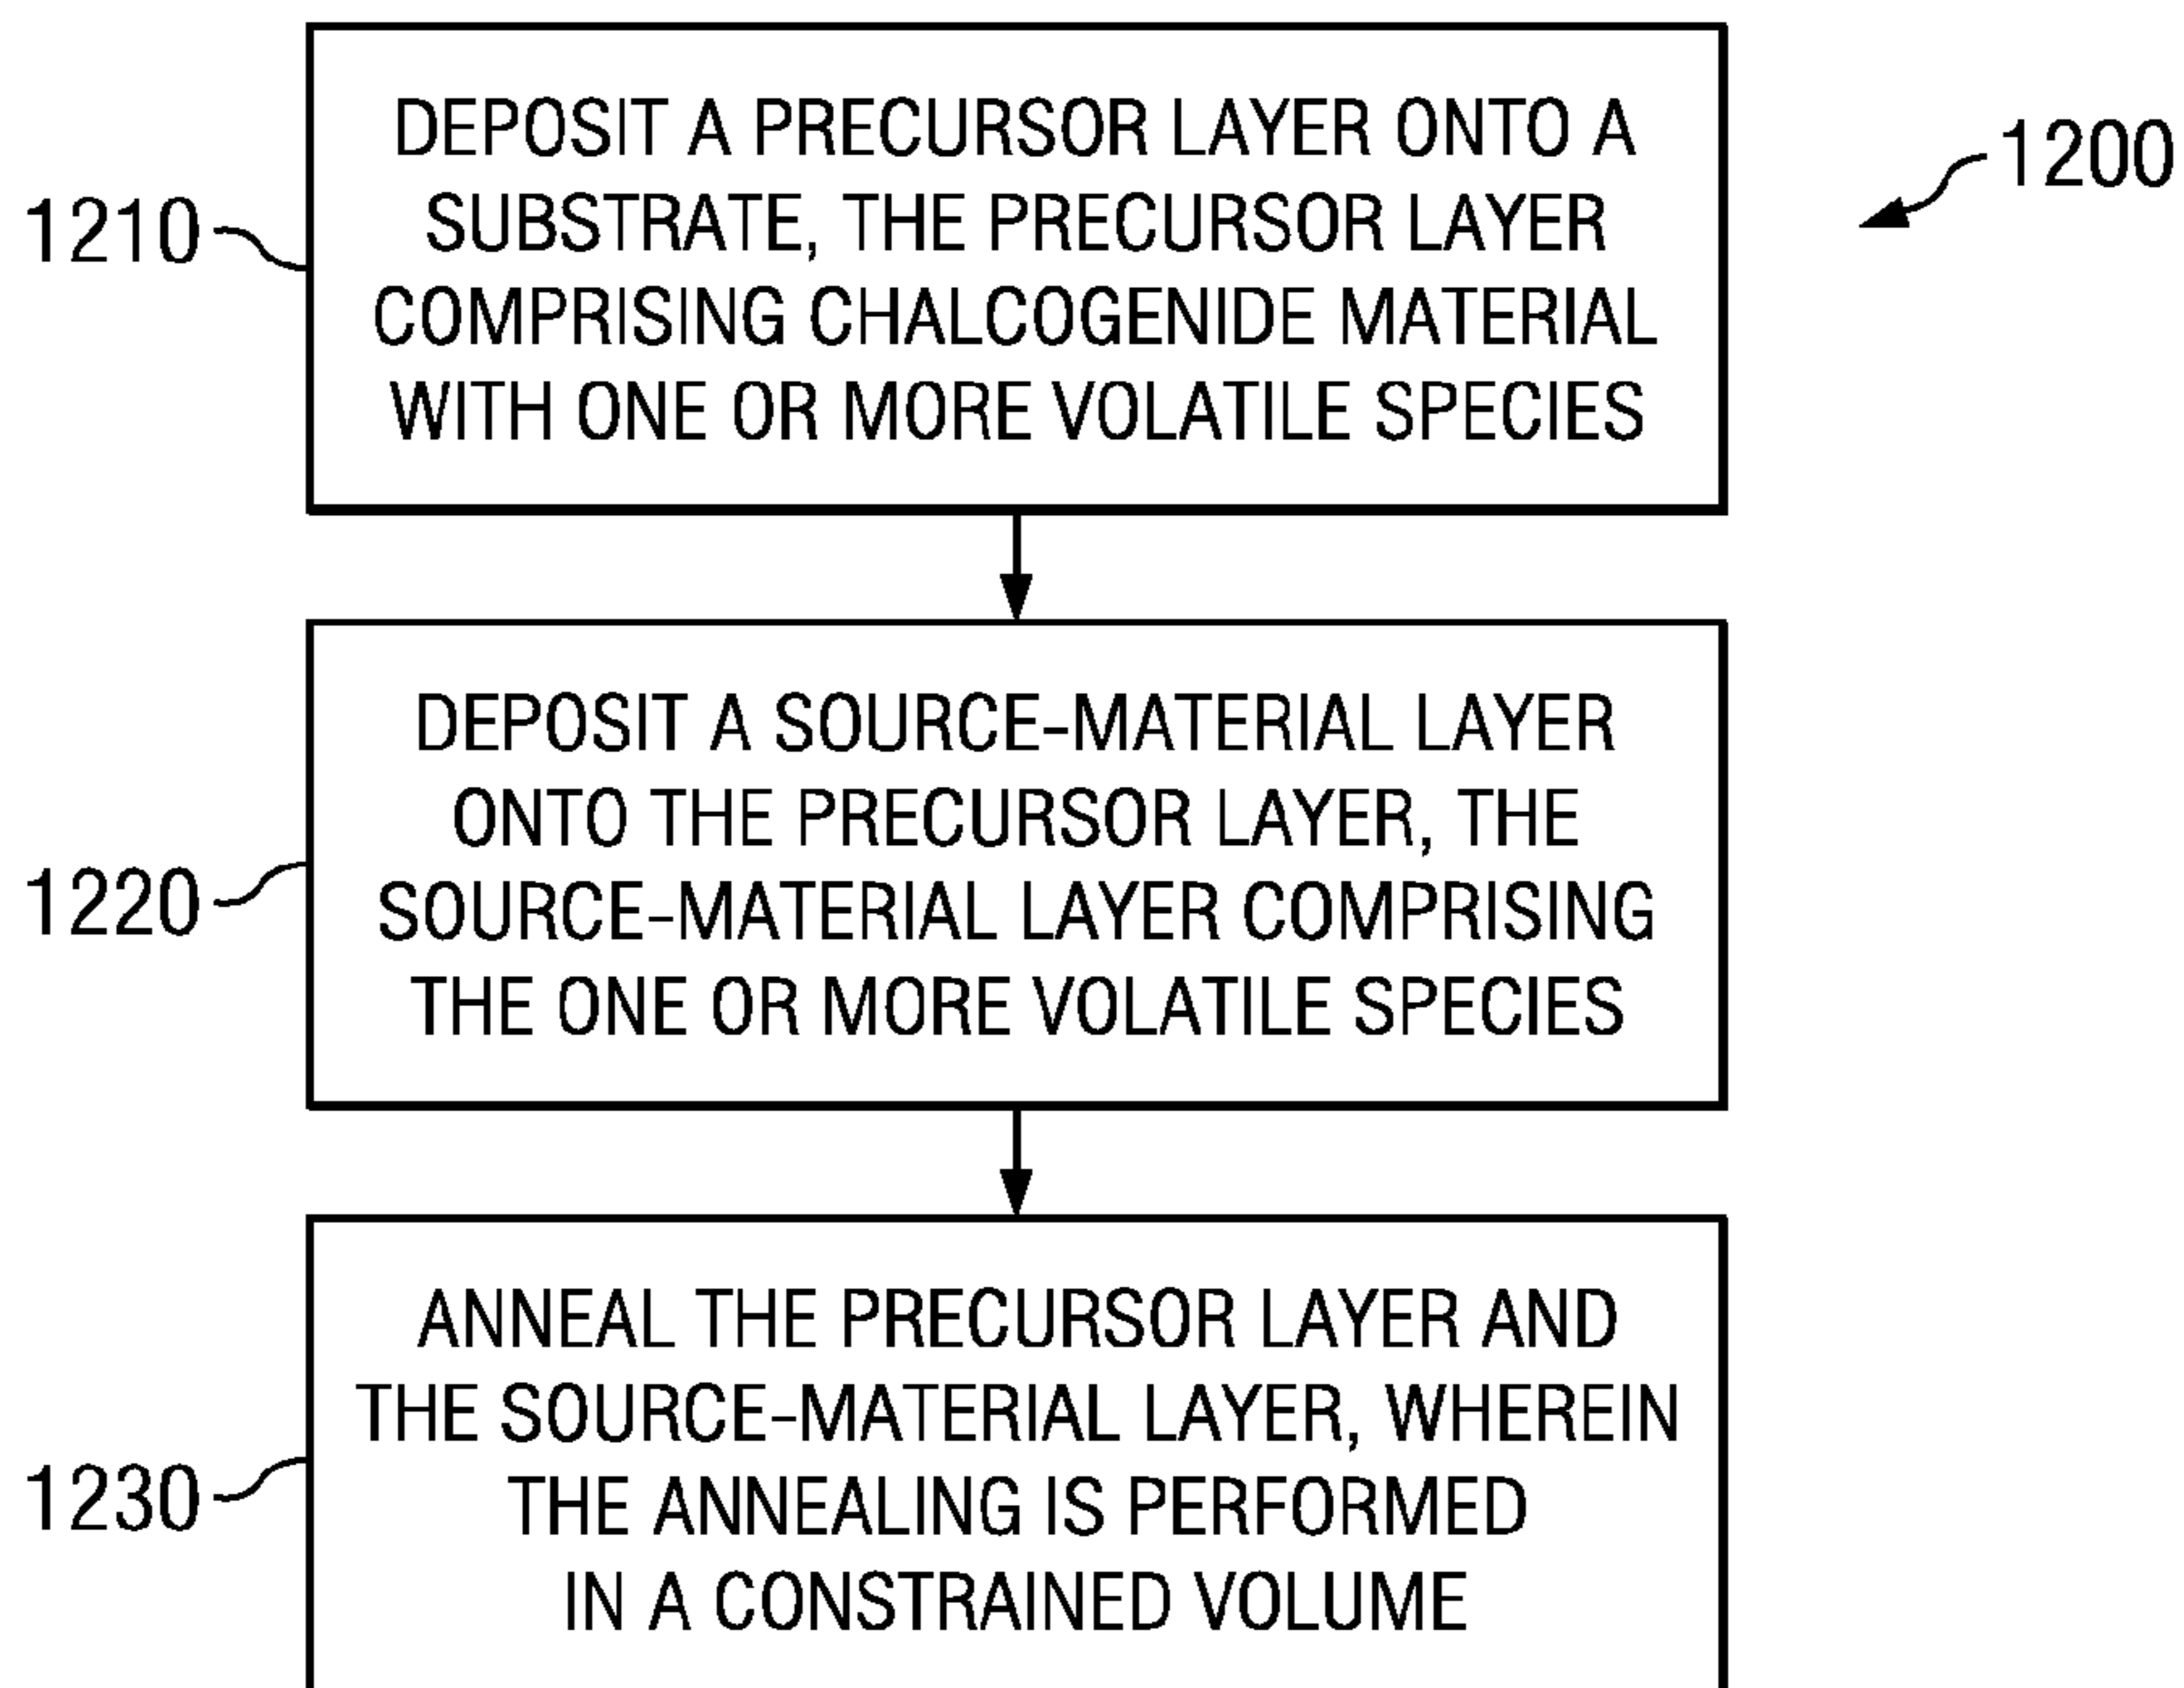 1200
1210
DEPOSIT A PRECURSOR LAYER ONTO A
SUBSTRATE, THE PRECURSOR LAYER
COMPRISING CHALCOGENIDE MATERIAL
WITH ONE OR MORE VOLATILE SPECIES
1220
DEPOSIT A SOURCE-MATERIAL LAYER
ONTO THE PRECURSOR LAYER, THE
SOURCE-MATERIAL LAYER COMPRISING
THE ONE OR MORE VOLATILE SPECIES
1230
ANNEAL THE PRECURSOR LAYER AND
THE SOURCE-MATERIAL LAYER, WHEREIN
THE ANNEALING IS PERFORMED
IN A CONSTRAINED VOLUME